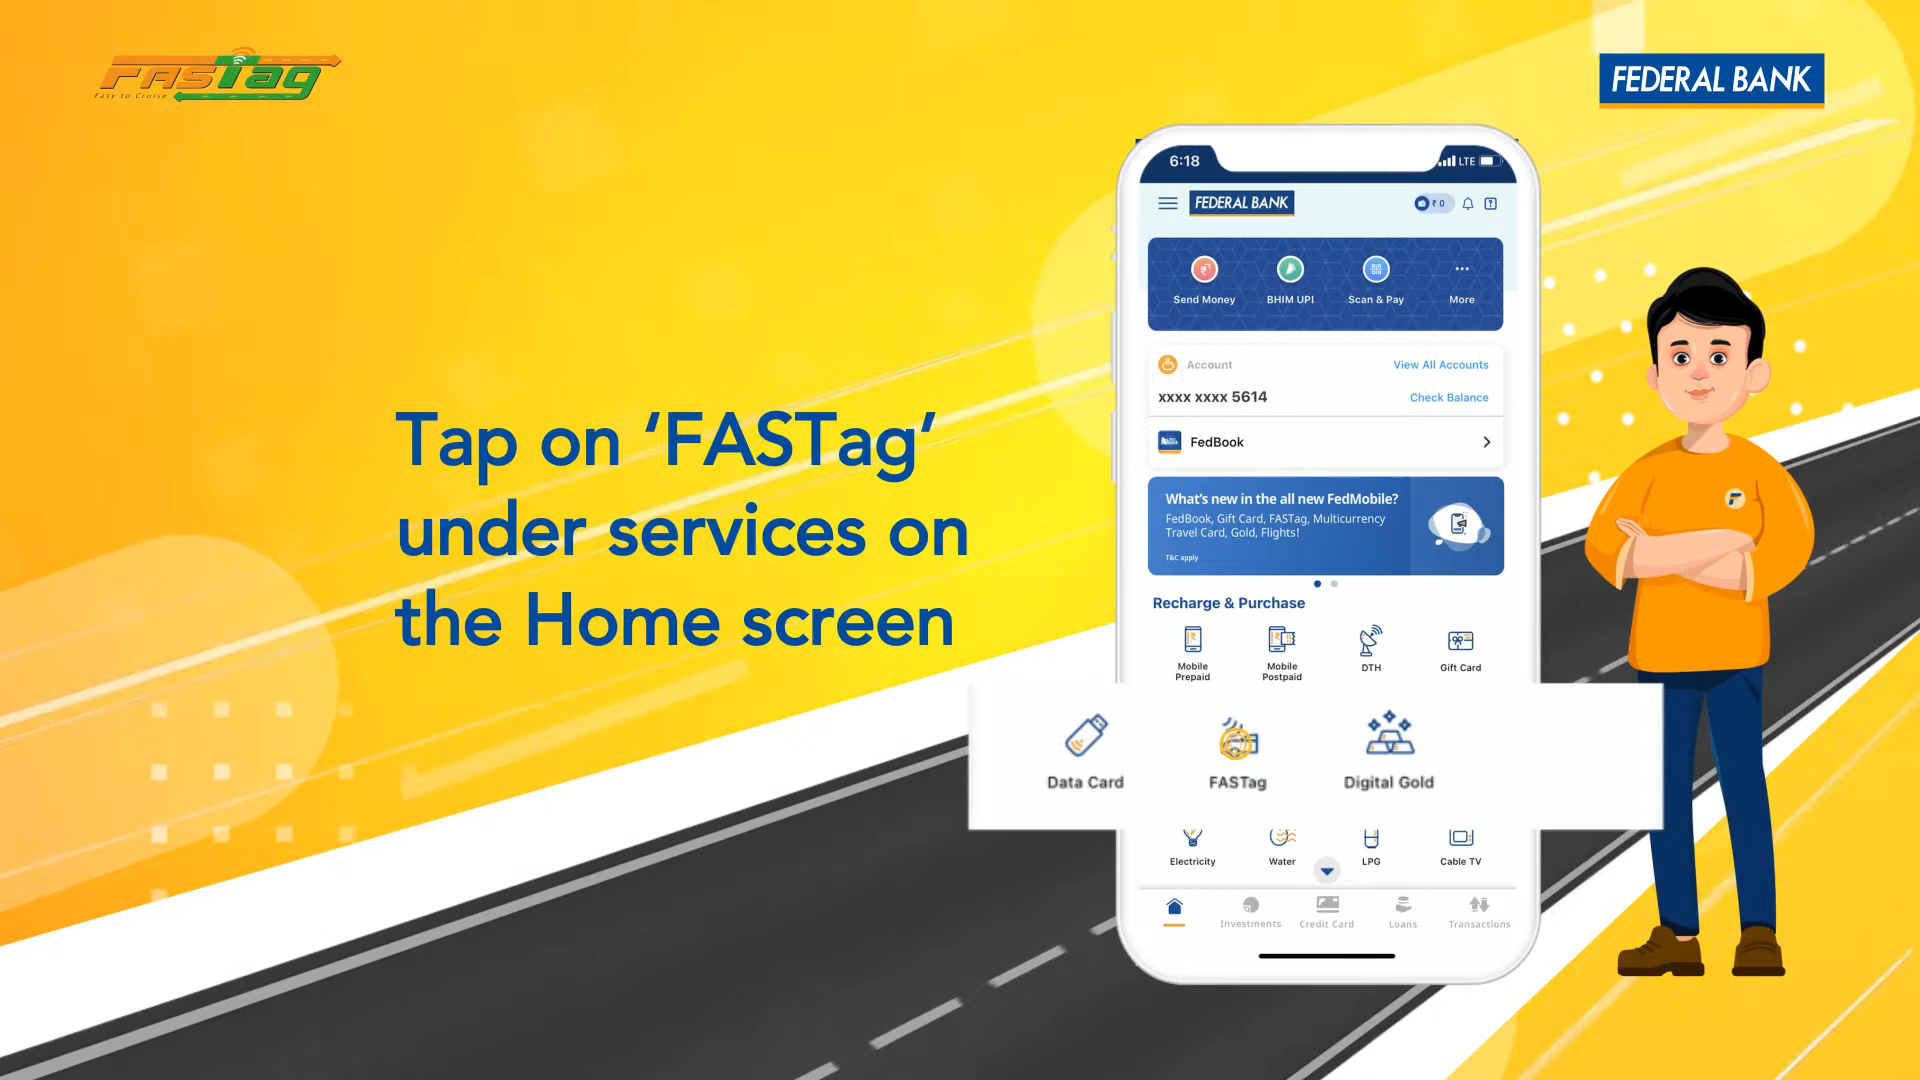 FASTag
Easy to Cruise
FEDERAL BANK
6:18
LTE
FEDERAL BANK
₹ 0
Send Money
BHIM UPI
Scan & Pay
More
Account
View All Accounts
xxxx xxxx 5614
Check Balance
FedBook
Tap on ‘FASTag’
under services on
the Home screen
What's new in the all new FedMobile?
FedBook, Gift Card, FASTag, Multicurrency
Travel Card, Gold, Flights!
T&C apply
Recharge & Purchase
Mobile
Prepaid
Mobile
Postpaid
DTH
Gift Card
Data Card
FASTag
Digital Gold
Electricity
Water
LPG
Cable TV
Investments
Credit Card
Loans
Transactions